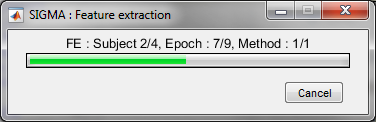 SIGMA : Feature extraction
FE : Subject 2/4, Epoch : 7/9, Method : 1/1
Cancel